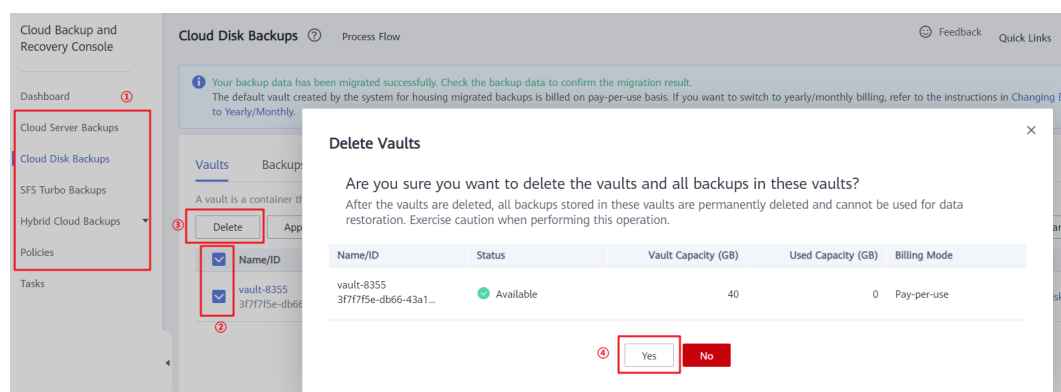 Cloud Backup and
Recovery Console
Cloud Disk Backups
Process Flow
Feedback
Quick Links
Dashboard
①
Cloud Server Backups
Cloud Disk Backups
SFS Turbo Backups
Hybrid Cloud Backups
Policies
Tasks
Your backup data has been migrated successfully. Check the backup data to confirm the migration result.
The default vault created by the system for housing migrated backups is billed on pay-per-use basis. If you want to switch to yearly/monthly billing, refer to the instructions in Changing
to Yearly/Monthly.
Vaults
Backups
A vault is a container
③
Delete
App
Name/ID
vault-8355
3f7f7f5e-db66
②
Delete Vaults
Are you sure you want to delete the vaults and all backups in these vaults?
After the vaults are deleted, all backups stored in these vaults are permanently deleted and cannot be used for data
restoration. Exercise caution when performing this operation.
Name/ID Status Vault Capacity (GB) Used Capacity (GB) Billing Mode
vault-8355
3f7f7f5e-db66-43a1... Available 40 0 Pay-per-use
④
Yes
No